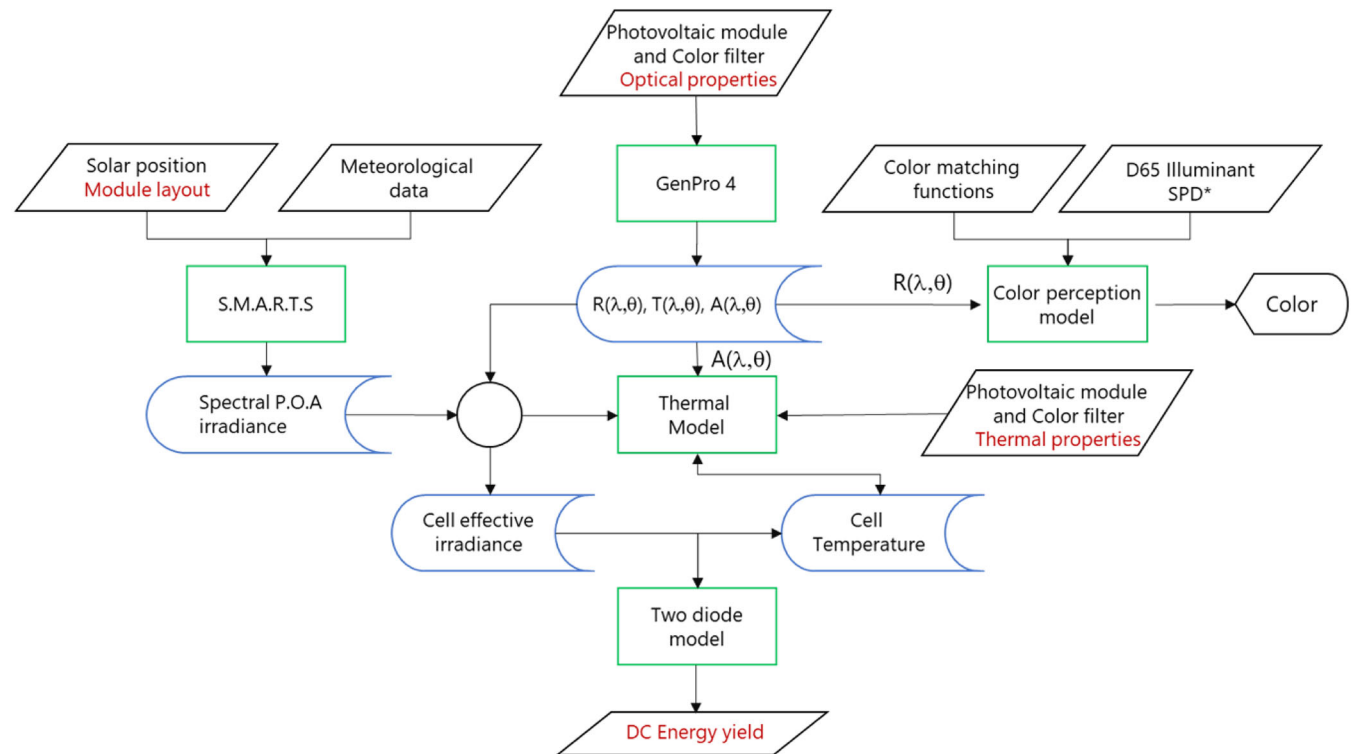 Photovoltaic module
and Color filter
Optical properties
Solar position
Module layout
Meteorological
data
GenPro 4
Color matching
functions
D65 Illuminant
SPD*
S.M.A.R.T.S
R(λ,θ), T(λ,θ), A(λ,θ)
R(λ,θ)
Color perception
model
Color
A(λ,θ)
Spectral P.O.A
irradiance
Thermal
Model
Photovoltaic module
and Color filter
Thermal properties
Cell effective
irradiance
Cell
Temperature
Two diode
model
DC Energy yield